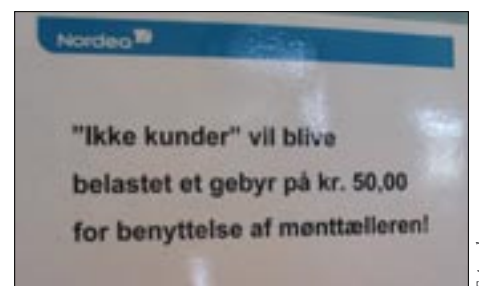 Nordea
"Ikke kunder" vil blive
belastet et gebyr på kr. 50,00
for benyttelse af mønttælleren!